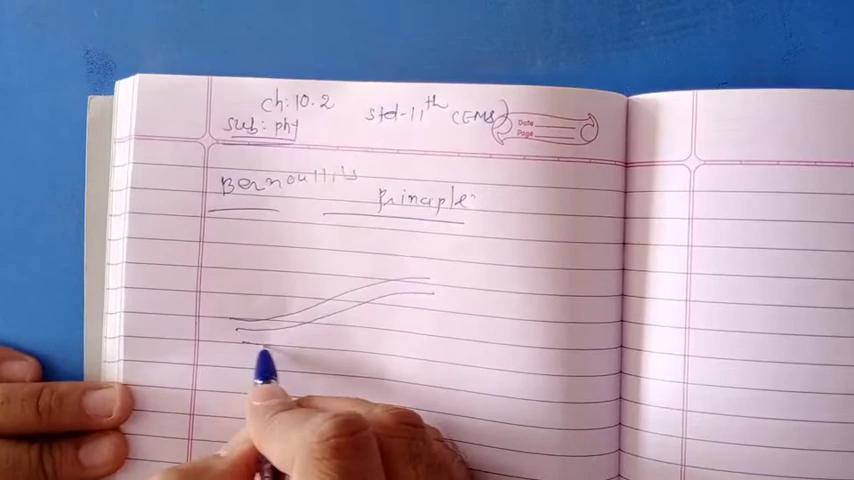 ch: 10.2 std-11th CEMS
sub: phy
Date
Page
Bernoulli's Principle